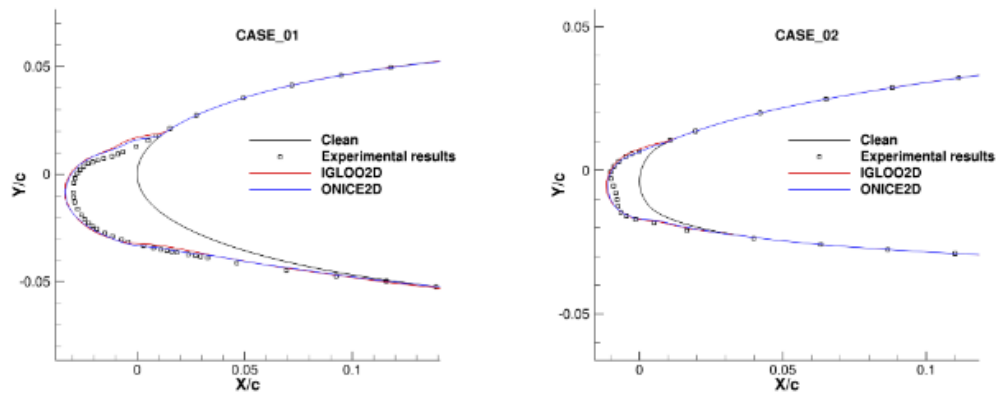 CASE_01
0.05
Clean
Experimental results
IGLOO2D
ONICE2D
0
Y/c
-0.05
0
0.05
0.1
X/c
CASE_02
0.05
Clean
Experimental results
IGLOO2D
ONICE2D
0
Y/c
-0.05
0
0.05
0.1
X/c